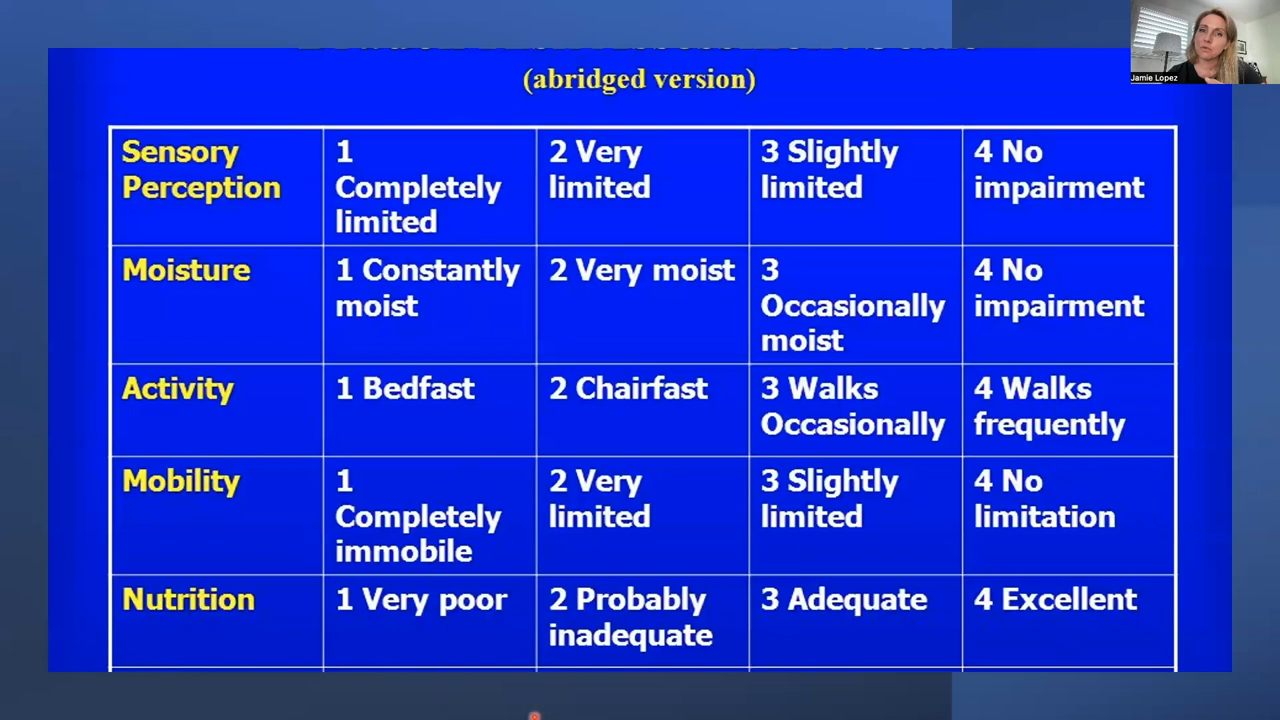 (abridged version)
Jamie Lopez
Sensory
Perception
1
Completely
limited
2 Very
limited
3 Slightly
limited
4 No
impairment
Moisture
1 Constantly
moist
2 Very moist
3
Occasionally
moist
4 No
impairment
Activity
1 Bedfast
2 Chairfast
3 Walks
Occasionally
4 Walks
frequently
Mobility
1
Completely
immobile
2 Very
limited
3 Slightly
limited
4 No
limitation
Nutrition
1 Very poor
2 Probably
inadequate
3 Adequate
4 Excellent